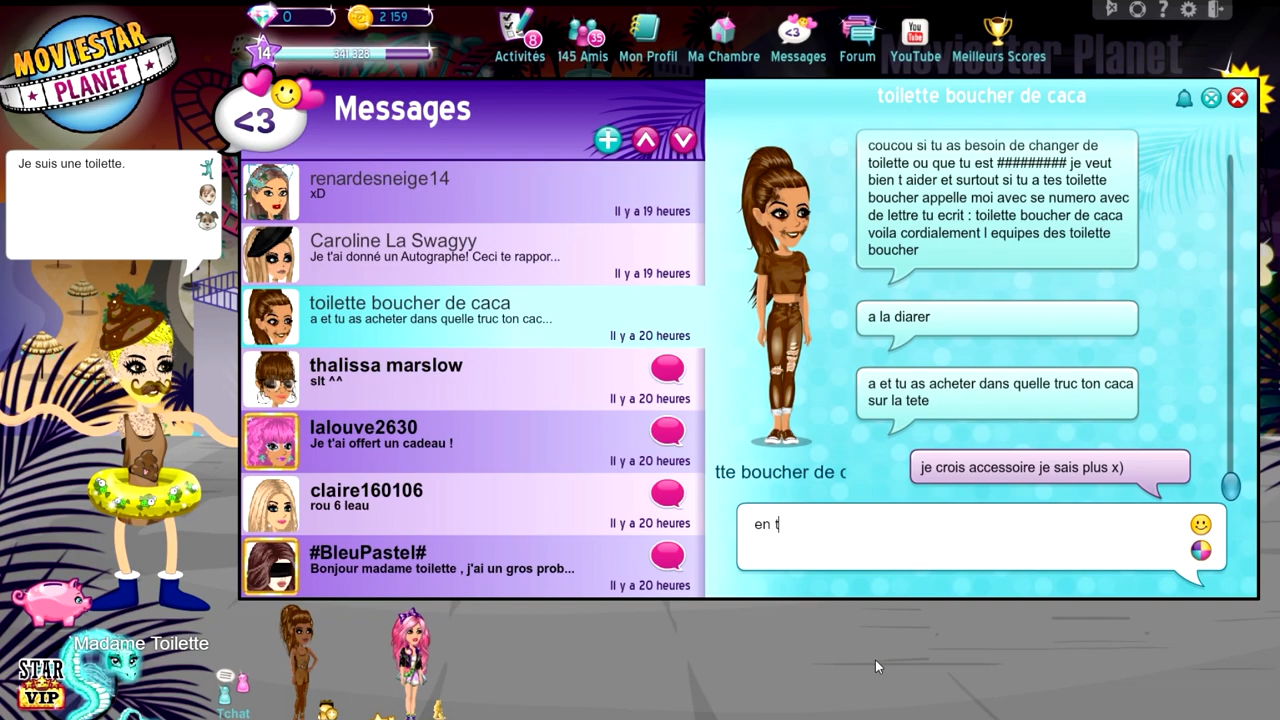 MOVIESTAR
PLANET
0
2 159
14
341 328
8
35
<3
You
Tube
Activités
145 Amis
Mon Profil
Ma Chambre
Messages
Forum
YouTube
Meilleurs Scores
Moviestar Planet
<3
Messages
Je suis une toilette.
renardesneige14
xD
Il y a 19 heures
Caroline La Swagyy
Je t'ai donné un Autographe! Ceci te rappor...
Il y a 19 heures
toilette boucher de caca
a et tu as acheter dans quelle truc ton cac...
Il y a 20 heures
thalissa marslow
slt ^^
Il y a 20 heures
lalouve2630
Je t'ai offert un cadeau !
Il y a 20 heures
claire160106
rou 6 leau
Il y a 20 heures
#BleuPastel#
Bonjour madame toilette , j'ai un gros prob...
Il y a 20 heures
toilette boucher de caca
coucou si tu as besoin de changer de
toilette ou que tu est ######### je veut
bien t aider et surtout si tu a tes toilette
boucher appelle moi avec se numero avec
de lettre tu ecrit : toilette boucher de caca
voila cordialement l equipes des toilette
boucher
a la diarer
a et tu as acheter dans quelle truc ton caca
sur la tete
je crois accessoire je sais plus x)
tte boucher de c
en t
Madame Toilette
STAR
VIP
Tchat